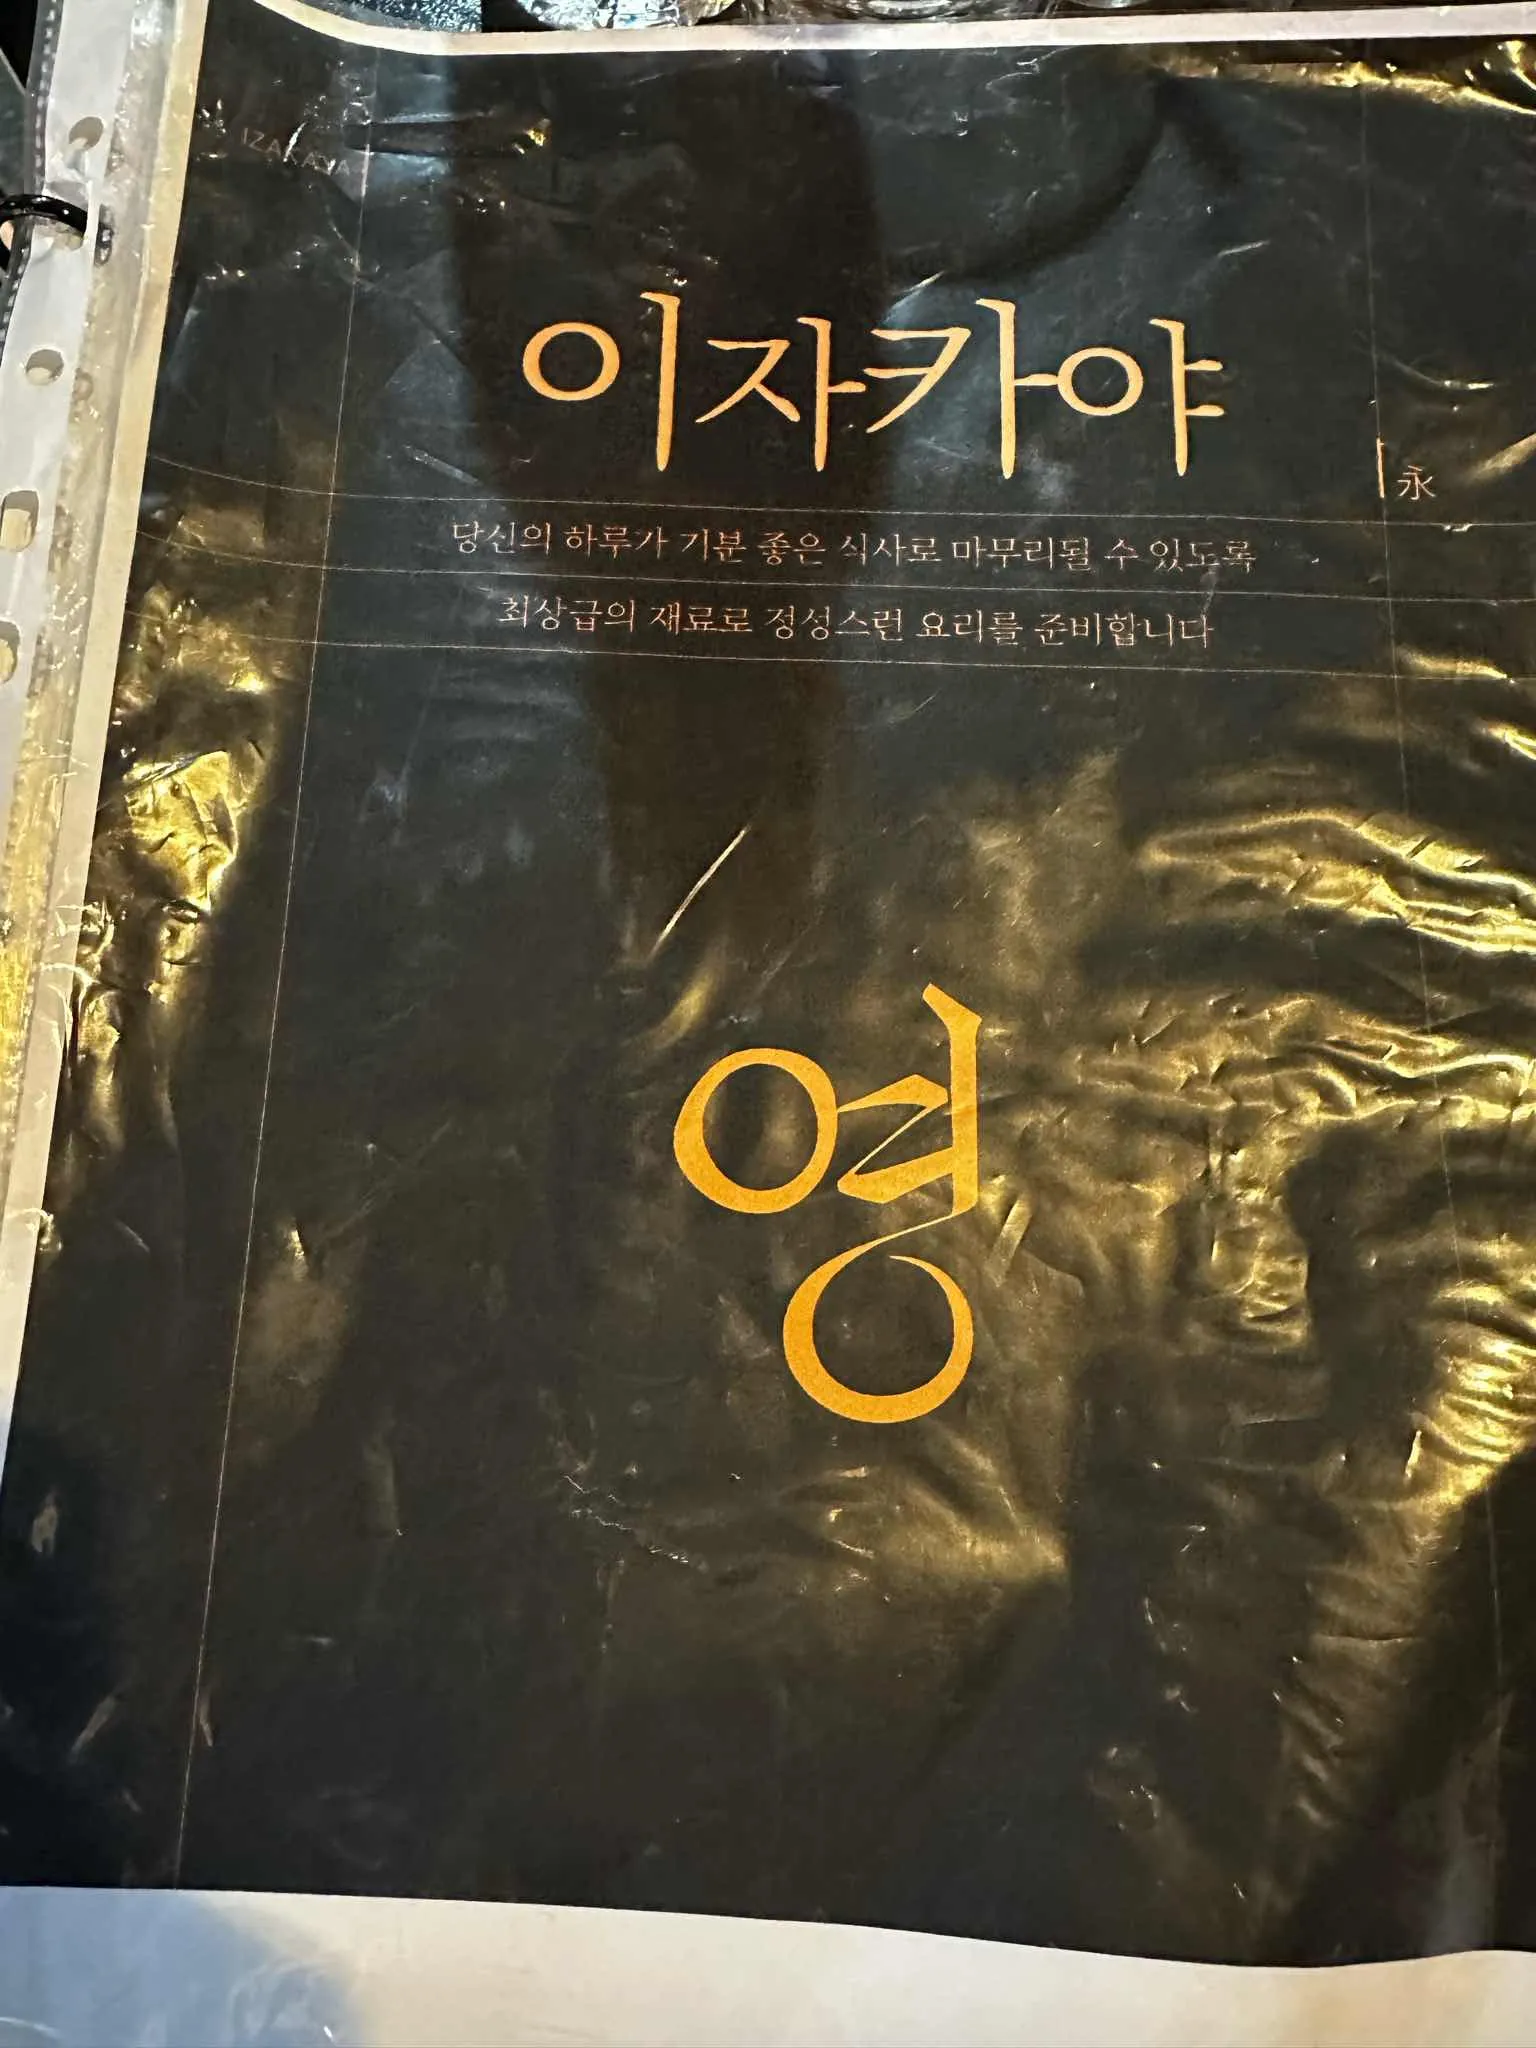 IZAKAYA
이자카야
永
당신의 하루가 기분 좋은 식사로 마무리될 수 있도록
최상급의 재료로 정성스런 요리를 준비합니다
영